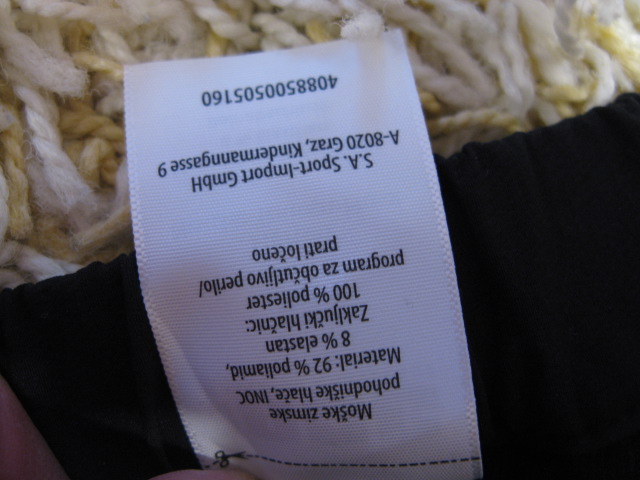 Moške zimske
pohodniške hlače, INOC
Material: 92 % poliamid,
8 % elastan
Zaključki hlačnic:
100 % poliester
program za občutljivo perilo/
prati ločeno
S.A. Sport-Import GmbH
A-8020 Graz, Kindermanngasse 9
4088500505160